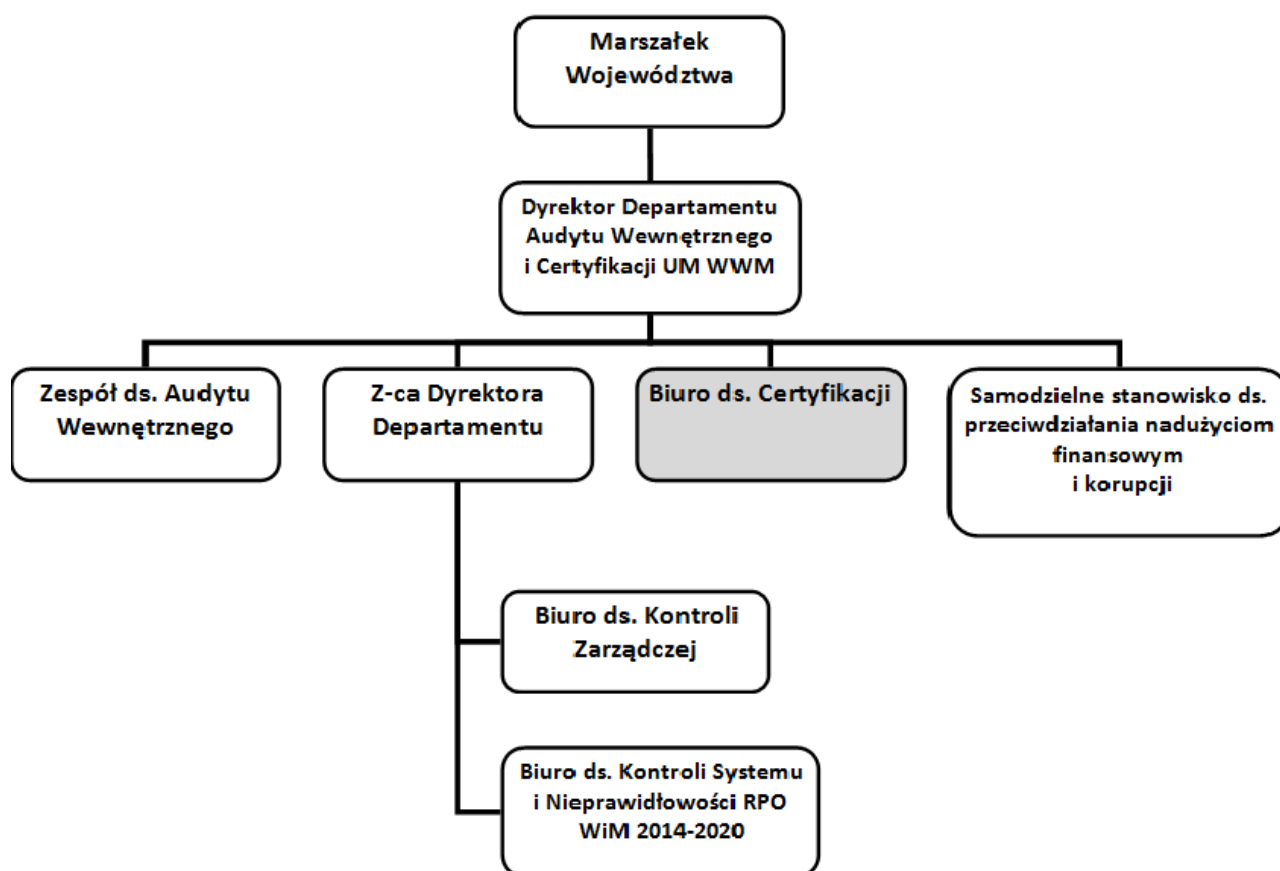 Marszałek
Województwa
Dyrektor Departamentu
Audytu Wewnętrznego
i Certyfikacji UM WWM
Zespół ds. Audytu
Wewnętrznego
Z-ca Dyrektora
Departamentu
Biuro ds. Certyfikacji
Samodzielne stanowisko ds.
przeciwdziałania nadużyciom
finansowym
i korupcji
Biuro ds. Kontroli
Zarządczej
Biuro ds. Kontroli Systemu
i Nieprawidłowości RPO
WiM 2014-2020